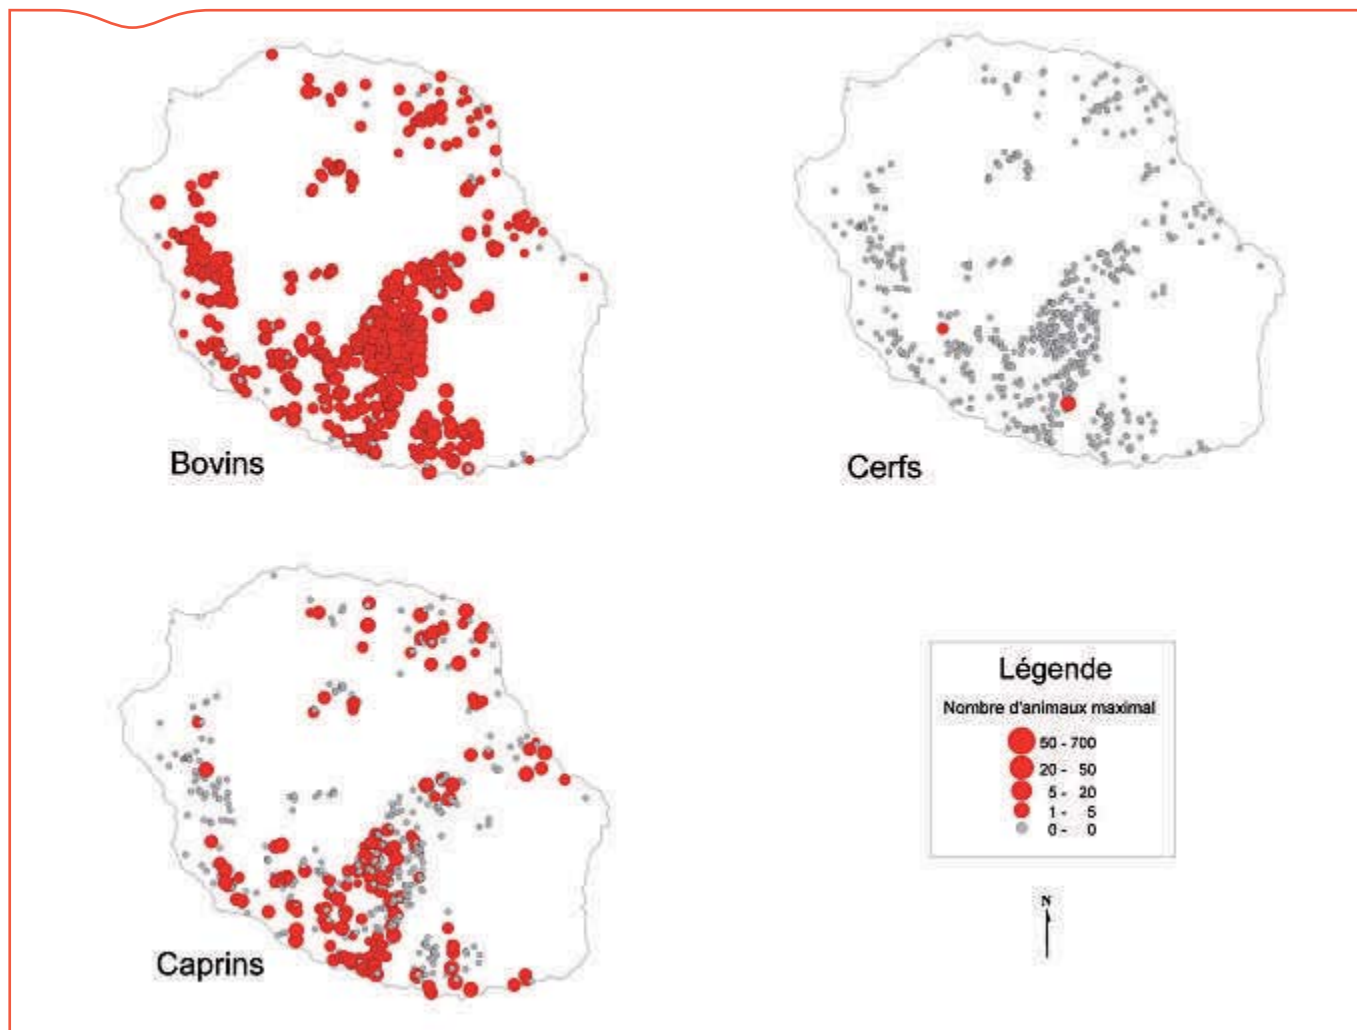 Bovins
Cerfs
Caprins
Légende
Nombre d'animaux maximal
50 - 700
20 - 50
5 - 20
1 - 5
0 - 0
N